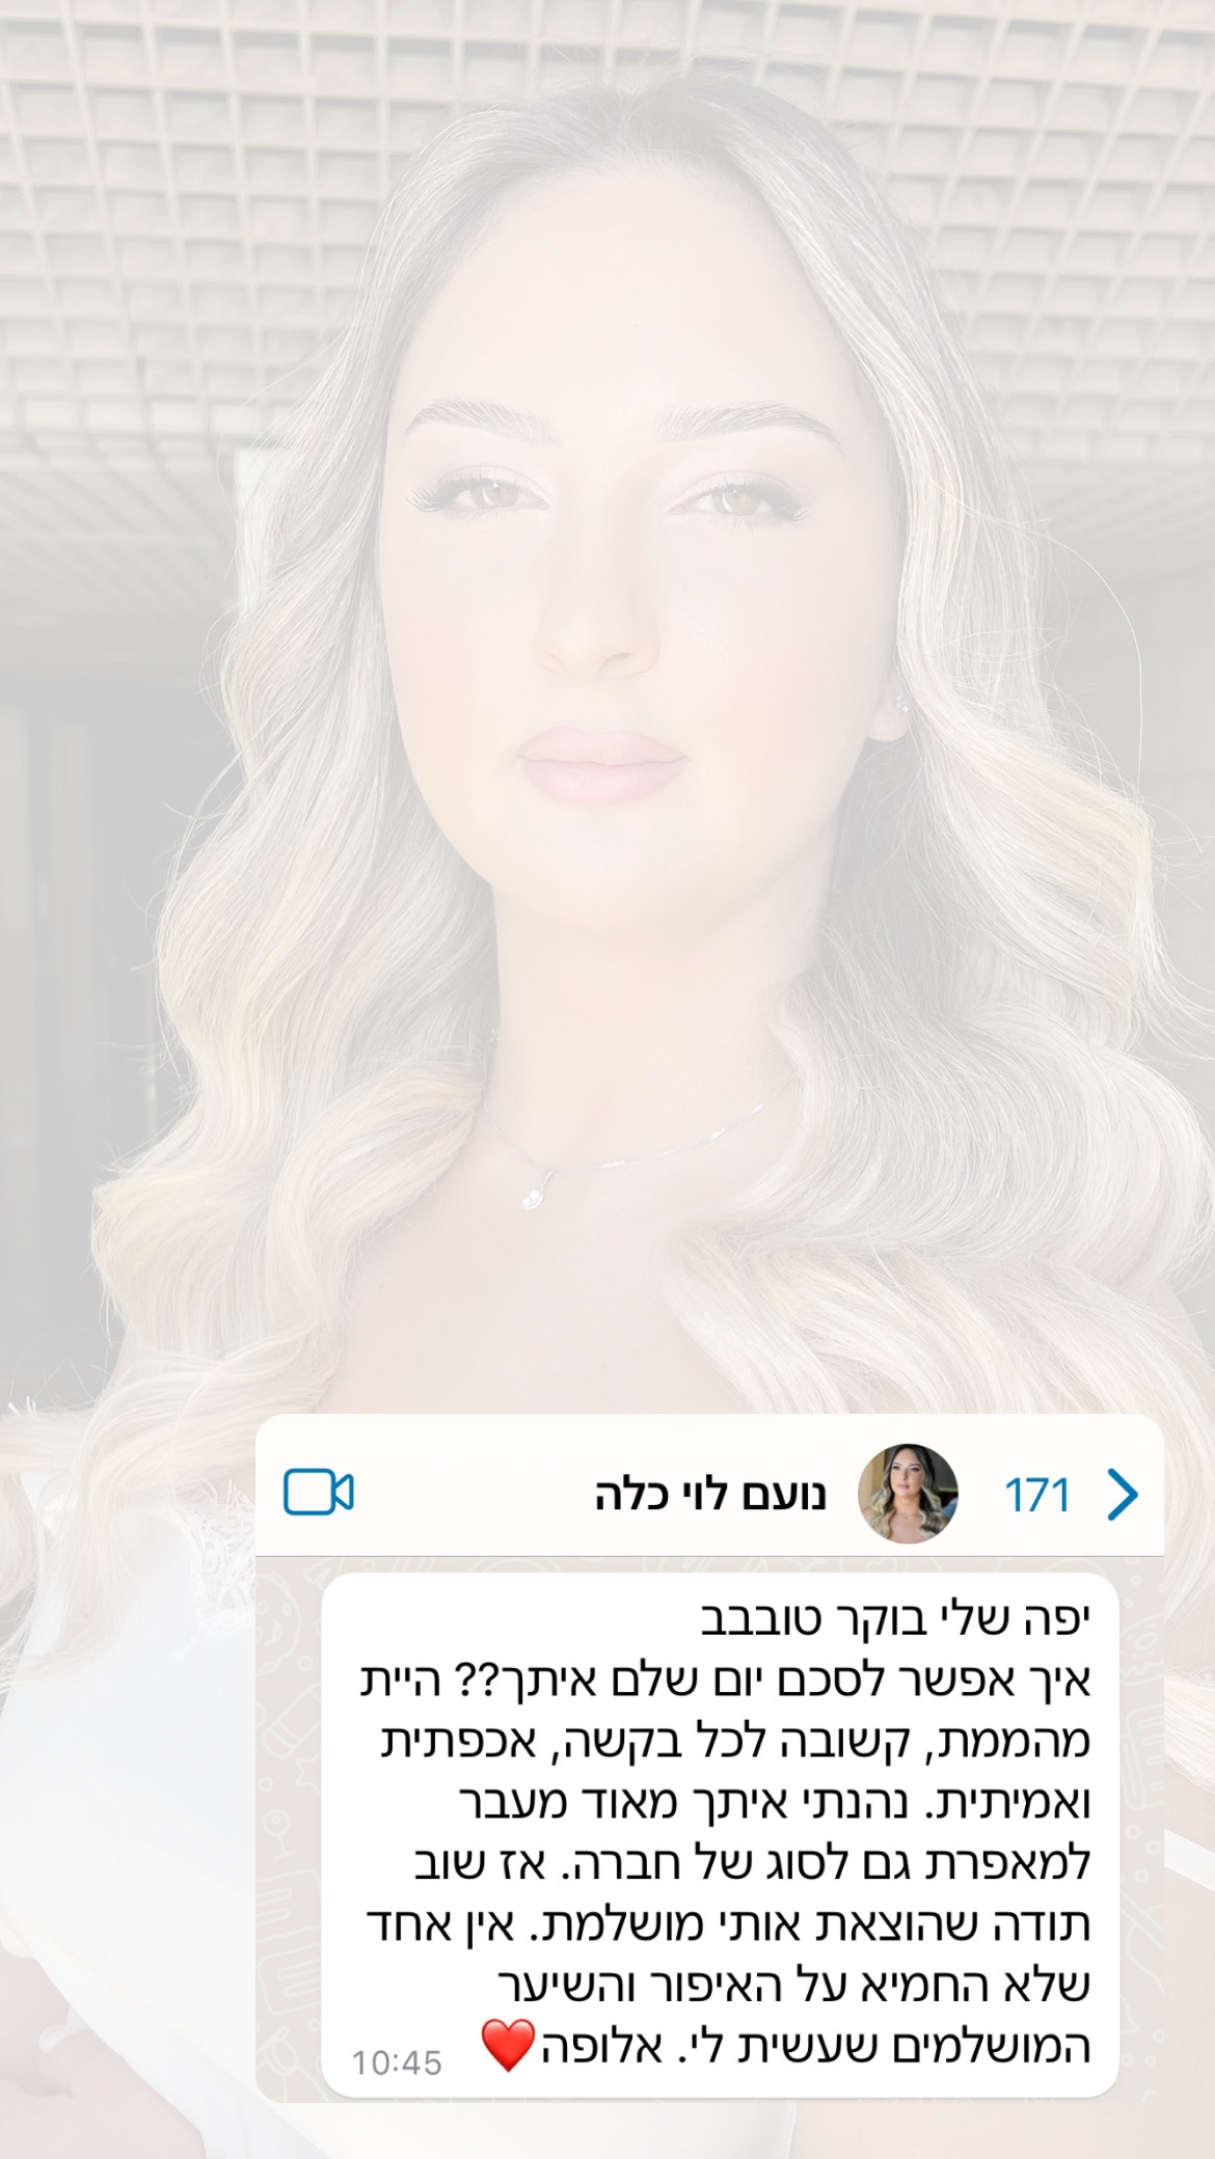 171 נועם לוי כלה
יפה שלי בוקר טובבב
איך אפשר לסכם יום שלם איתך?? היית
מהממת, קשובה לכל בקשה, אכפתית
ואמיתית. נהנתי איתך מאוד מעבר
למאפרת גם לסוג של חברה. אז שוב
תודה שהוצאת אותי מושלמת. אין אחד
שלא החמיא על האיפור והשיער
המושלמים שעשית לי. אלופה❤️
10:45